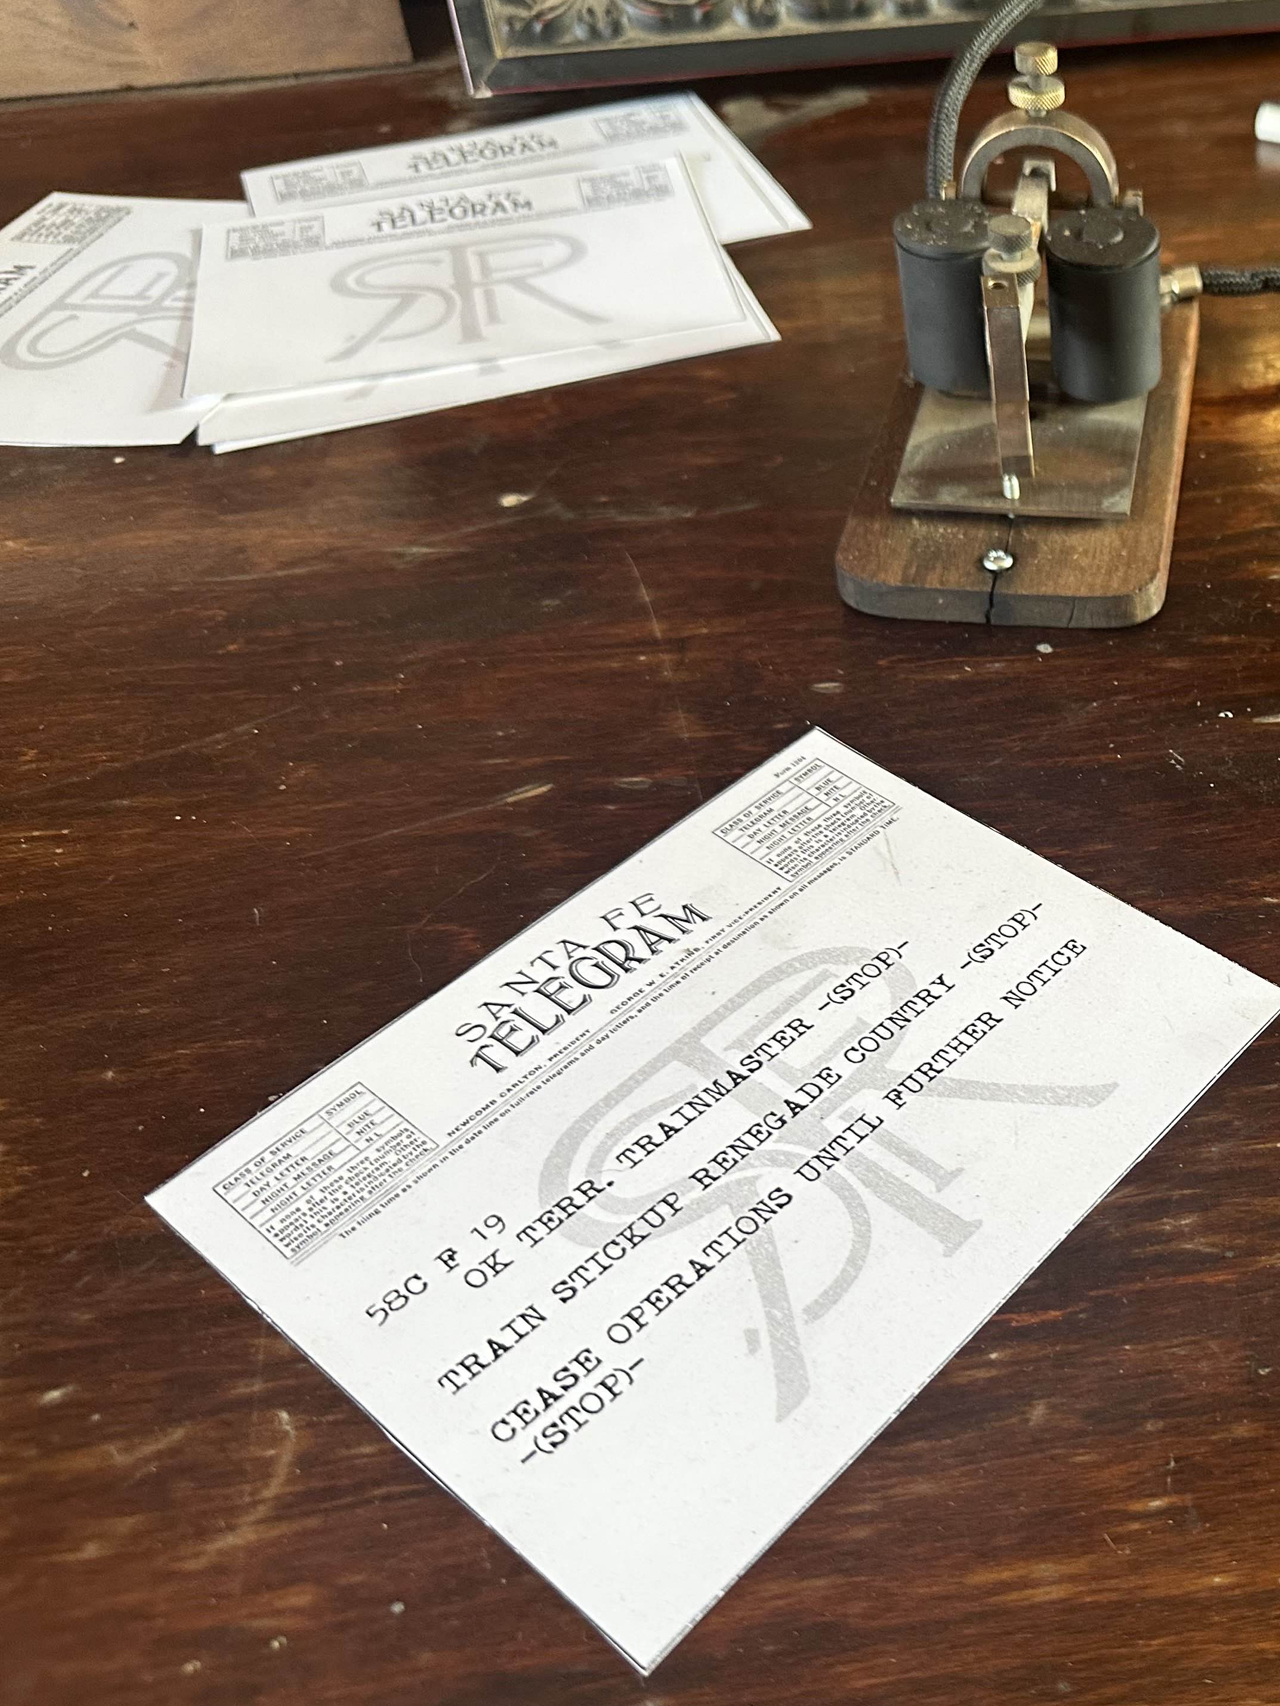 SANTA FE
TELEGRAM
SANTA FE
TELEGRAM
SFR
Form 1204
CLASS OF SERVICE SYMBOL
TELEGRAM
DAY LETTER BLUE
NIGHT MESSAGE NITE
NIGHT LETTER N L
If none of these three symbols
appears after the check (number of
words) this is a telegram. Other-
wise its character is indicated by the
symbol appearing after the check.
SANTA FE
TELEGRAM
CLASS OF SERVICE SYMBOL
TELEGRAM
DAY LETTER BLUE
NIGHT MESSAGE NITE
NIGHT LETTER N L
If none of these three symbols
appears after the check (number of
words) this is a telegram. Other-
wise its character is indicated by the
symbol appearing after the check.
NEWCOMB CARLTON, PRESIDENT GEORGE W. E. ATKINS, FIRST VICE-PRESIDENT
The filing time as shown in the date line on full-rate telegrams and day letters, and the time of receipt at destination as shown on all messages, is STANDARD TIME.
SFR
58C F 19
OK TERR. TRAINMASTER -(STOP)-
TRAIN STICKUP RENEGADE COUNTRY -(STOP)-
CEASE OPERATIONS UNTIL FURTHER NOTICE
-(STOP)-